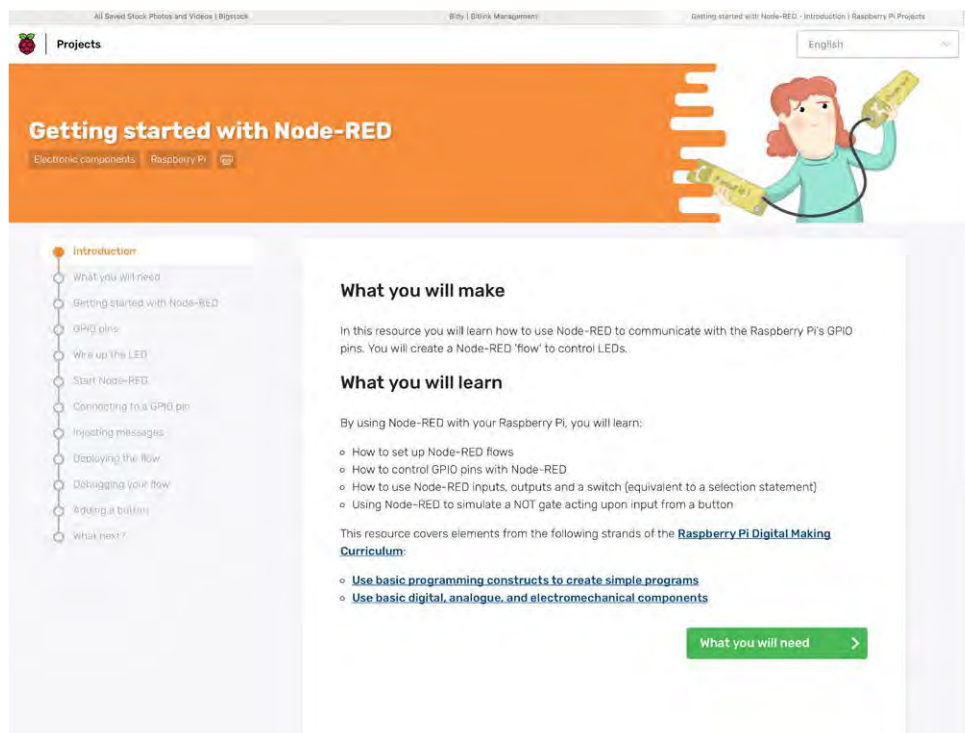 All Saved Stock Photos and Videos | Bigstock
Bitly | Bitlink Management
Getting started with Node-RED - Introduction | Raspberry Pi Projects
Projects
English
Getting started with Node-RED
Electronic components
Raspberry Pi
Introduction
What you will need
Getting started with Node-RED
GPIO pins
Wire up the LED
Start Node-RED
Connecting to a GPIO pin
Injecting messages
Deploying the flow
Debugging your flow
Adding a button
What next?
What you will make
In this resource you will learn how to use Node-RED to communicate with the Raspberry Pi's GPIO
pins. You will create a Node-RED 'flow' to control LEDs.
What you will learn
By using Node-RED with your Raspberry Pi, you will learn:
How to set up Node-RED flows
How to control GPIO pins with Node-RED
How to use Node-RED inputs, outputs and a switch (equivalent to a selection statement)
Using Node-RED to simulate a NOT gate acting upon input from a button
This resource covers elements from the following strands of the Raspberry Pi Digital Making
Curriculum:
Use basic programming constructs to create simple programs
Use basic digital, analogue, and electromechanical components
What you will need